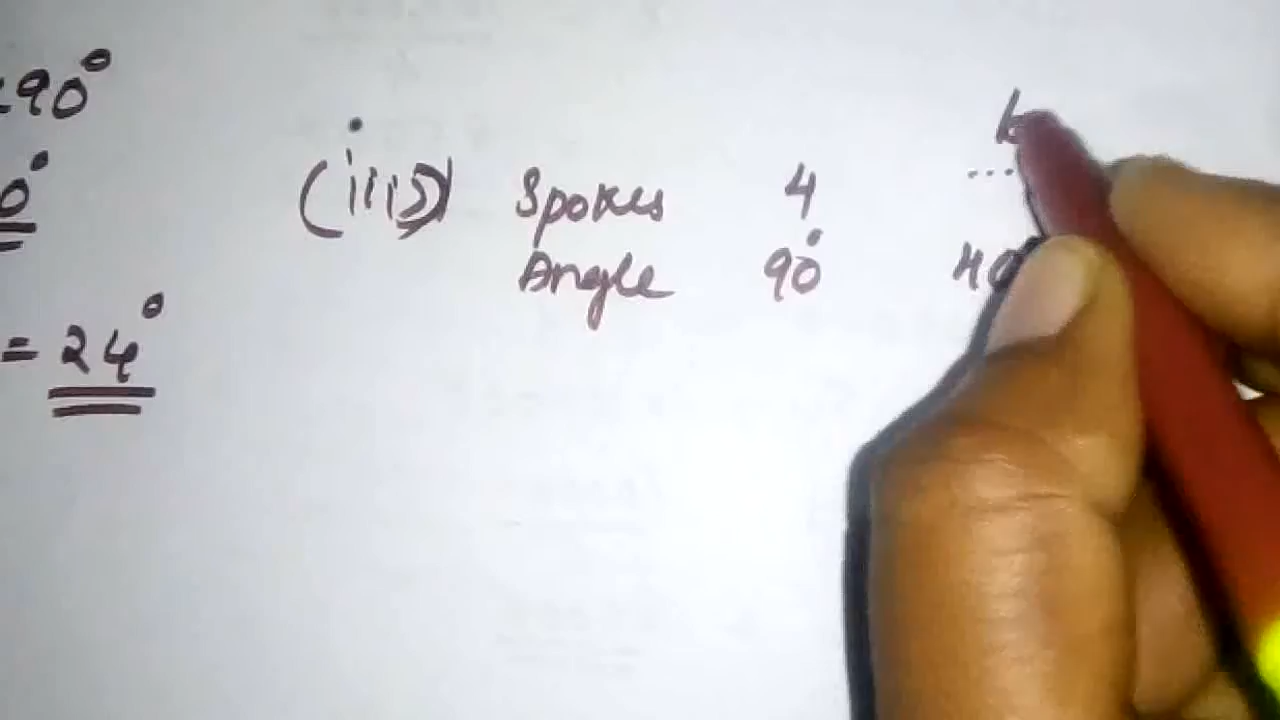 90°
0°
= 24°
(iii)
Spokes 4 ...
Angle 90° 40